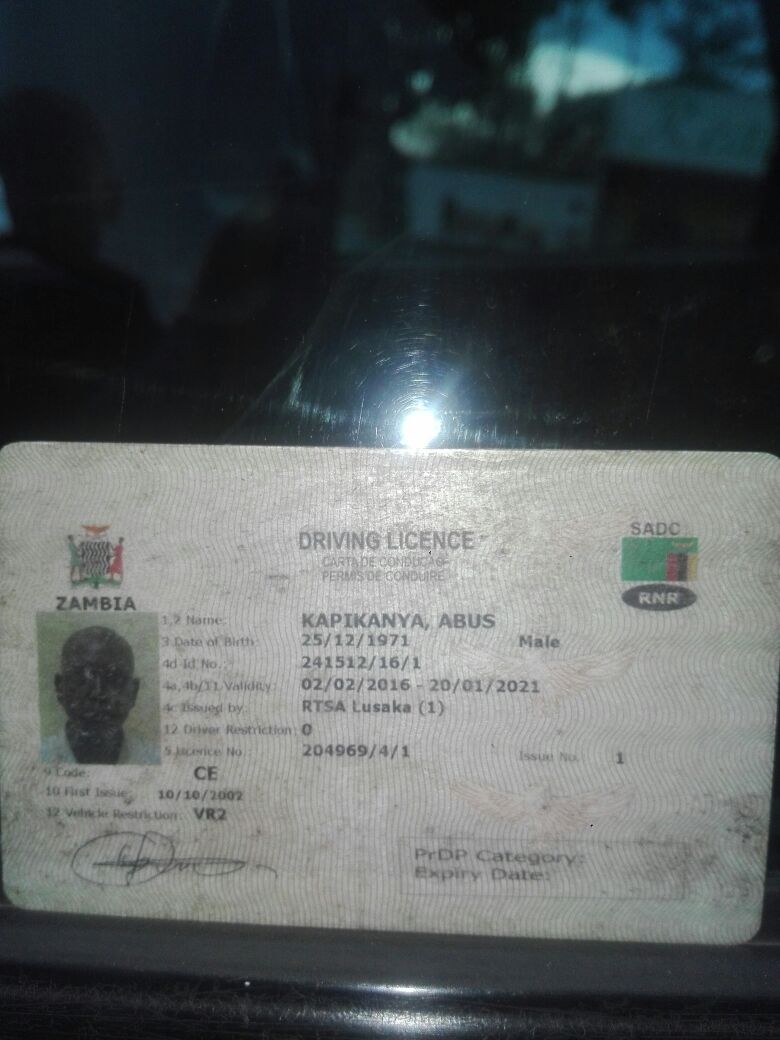 DRIVING LICENCE
CARTA DE CONDUÇAO
PERMIS DE CONDUIRE
SADC
RNR
ZAMBIA
1,2 Name: KAPIKANYA, ABUS
3 Date of Birth: 25/12/1971 Male
4d Id No.: 241512/16/1
4a,4b/11 Validity: 02/02/2016 - 20/01/2021
4c Issued by: RTSA Lusaka (1)
12 Driver Restriction: 0
5 Licence No.: 204969/4/1 Issue No. 1
9 Code: CE
10 First Issue: 10/10/2002
12 Vehicle Restriction: VR2
PrDP Category:
Expiry Date: